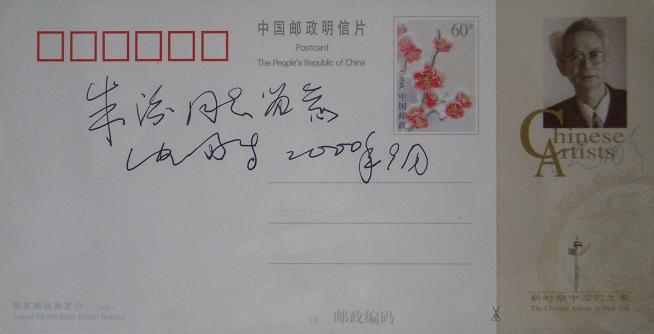 中国邮政明信片
Postcard
The People's Republic of China
60分
CHINA
中国邮政
同志留念
2000年9月
Chinese
Artists
国家邮政局发行
Issued by the State Postal Bureau
10 邮政编码
新时期中国艺术家
The Chinese Artists in New Era